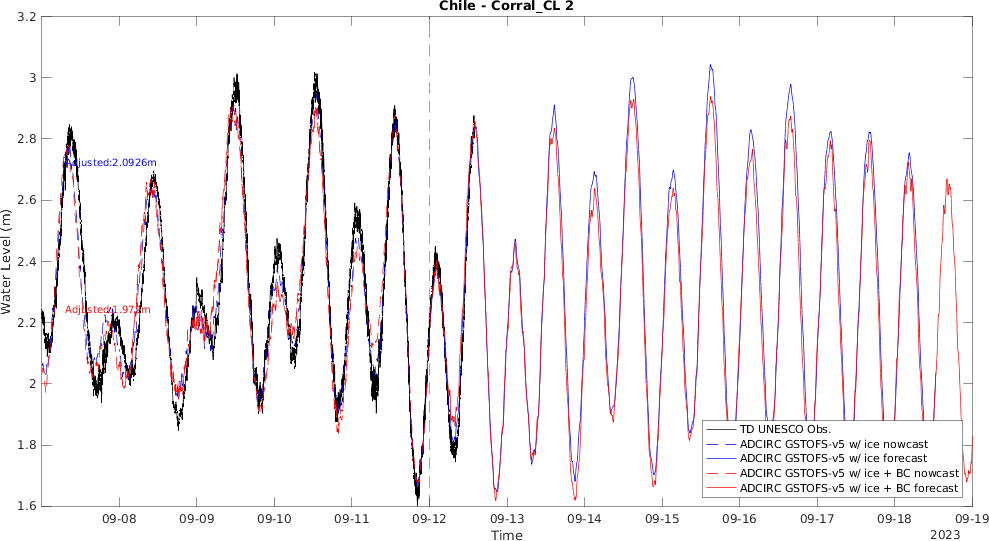 Chile - Corral_CL 2
3.2
3
2.8
2.6
2.4
2.2
2
1.8
1.6
Water Level (m)
Adjusted:2.0926m
TD UNESCO Obs.
ADCIRC GSTOFS-v5 w/ ice nowcast
ADCIRC GSTOFS-v5 w/ ice forecast
ADCIRC GSTOFS-v5 w/ ice + BC nowcast
ADCIRC GSTOFS-v5 w/ ice + BC forecast
09-08 09-09 09-10 09-11 09-12 09-13 09-14 09-15 09-16 09-17 09-18 09-19
Time
2023